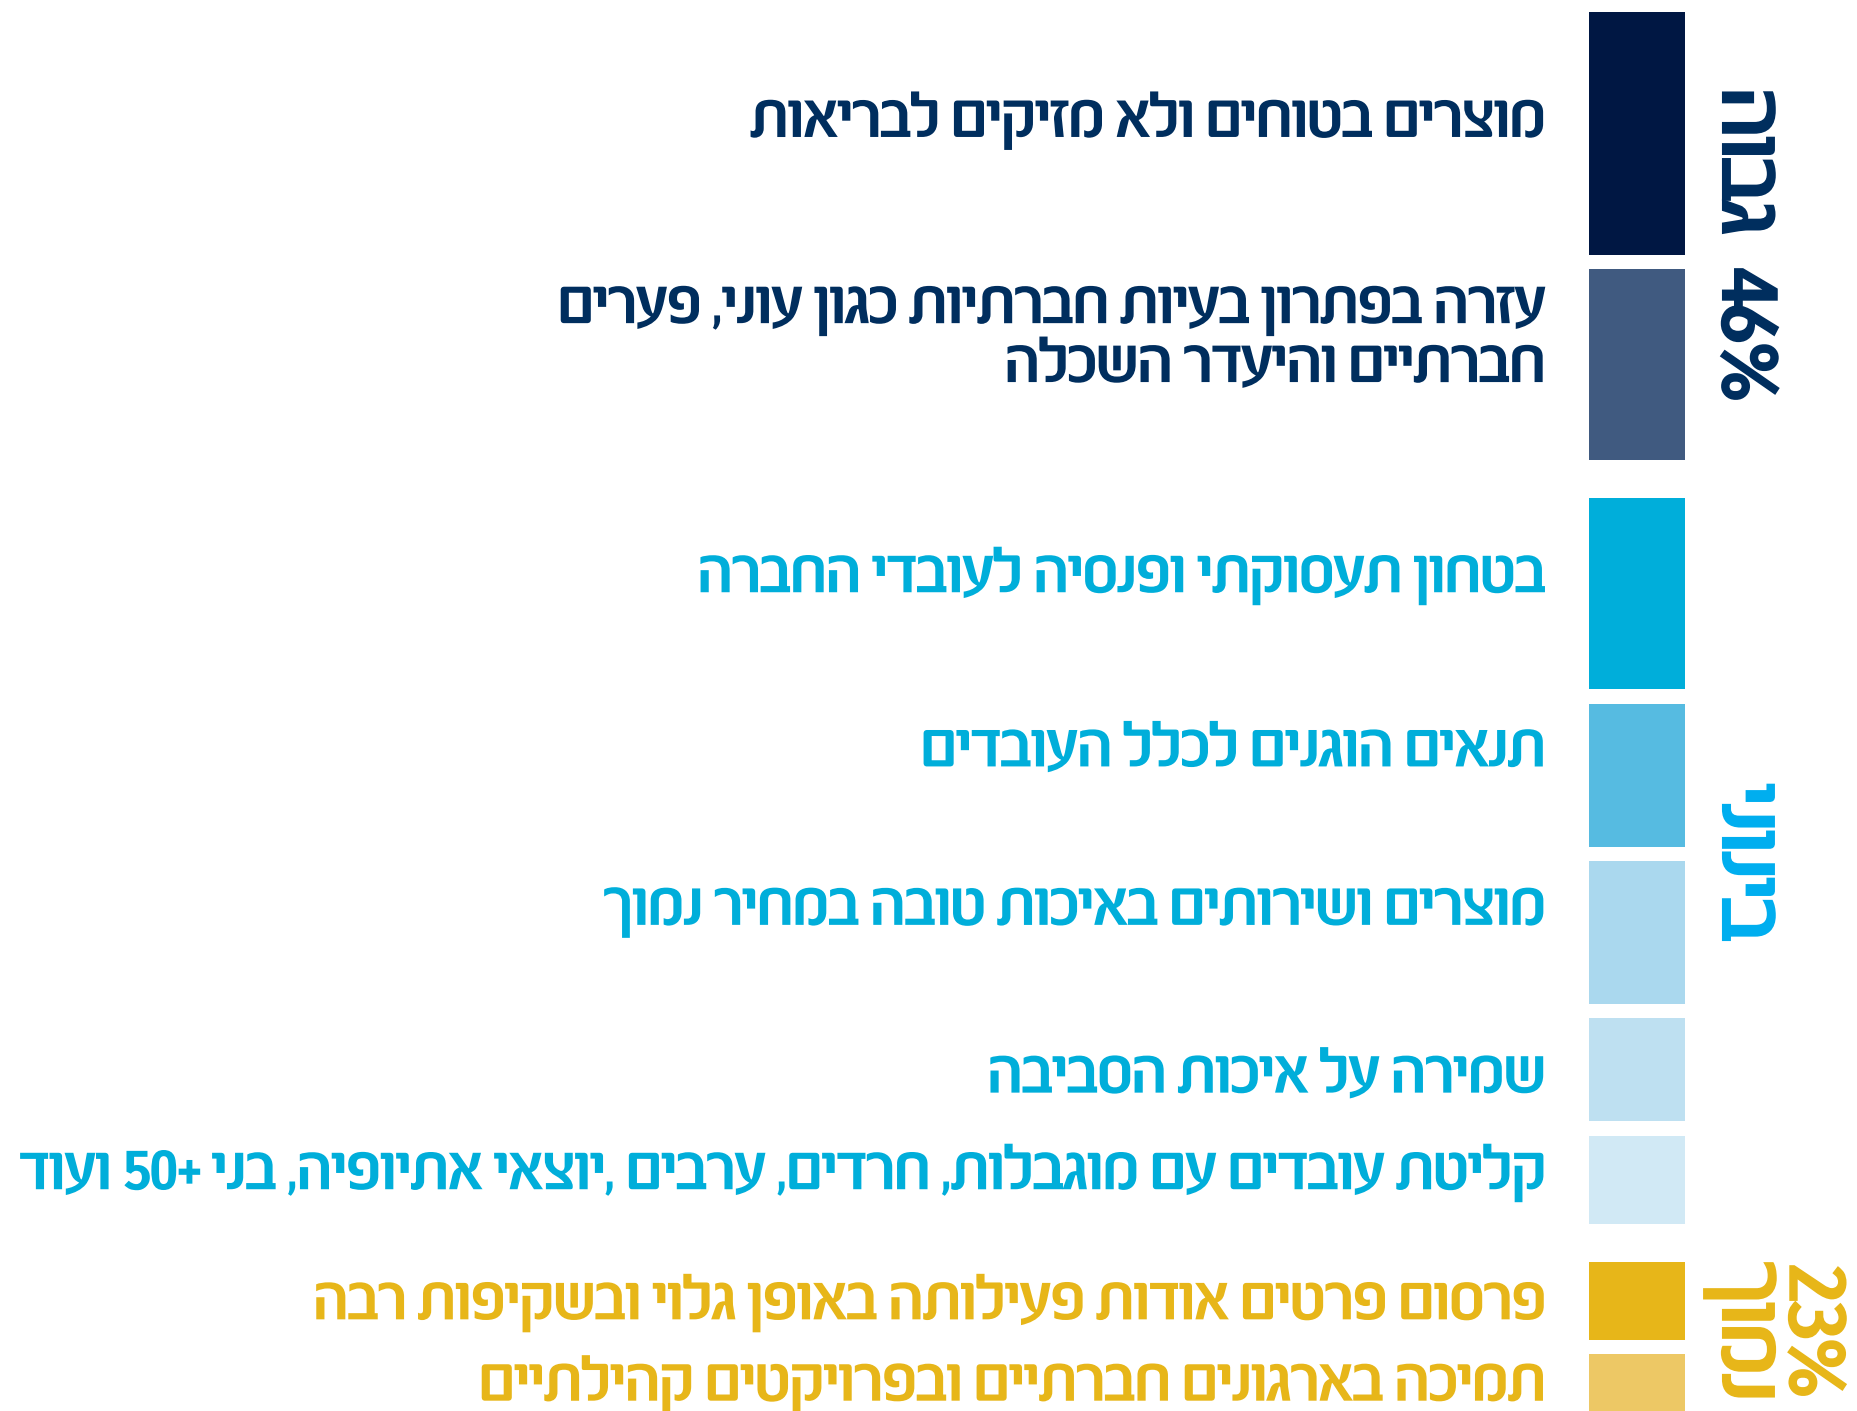 גבוה 46%
מוצרים בטוחים ולא מזיקים לבריאות
עזרה בפתרון בעיות חברתיות כגון עוני, פערים
חברתיים והיעדר השכלה
בינוני
בטחון תעסוקתי ופנסיה לעובדי החברה
תנאים הוגנים לכלל העובדים
מוצרים ושירותים באיכות טובה במחיר נמוך
שמירה על איכות הסביבה
קליטת עובדים עם מוגבלות, חרדים, ערבים ,יוצאי אתיופיה, בני +50 ועוד
23%
נמוך
פרסום פרטים אודות פעילותה באופן גלוי ובשקיפות רבה
תמיכה בארגונים חברתיים ובפרויקטים קהילתיים